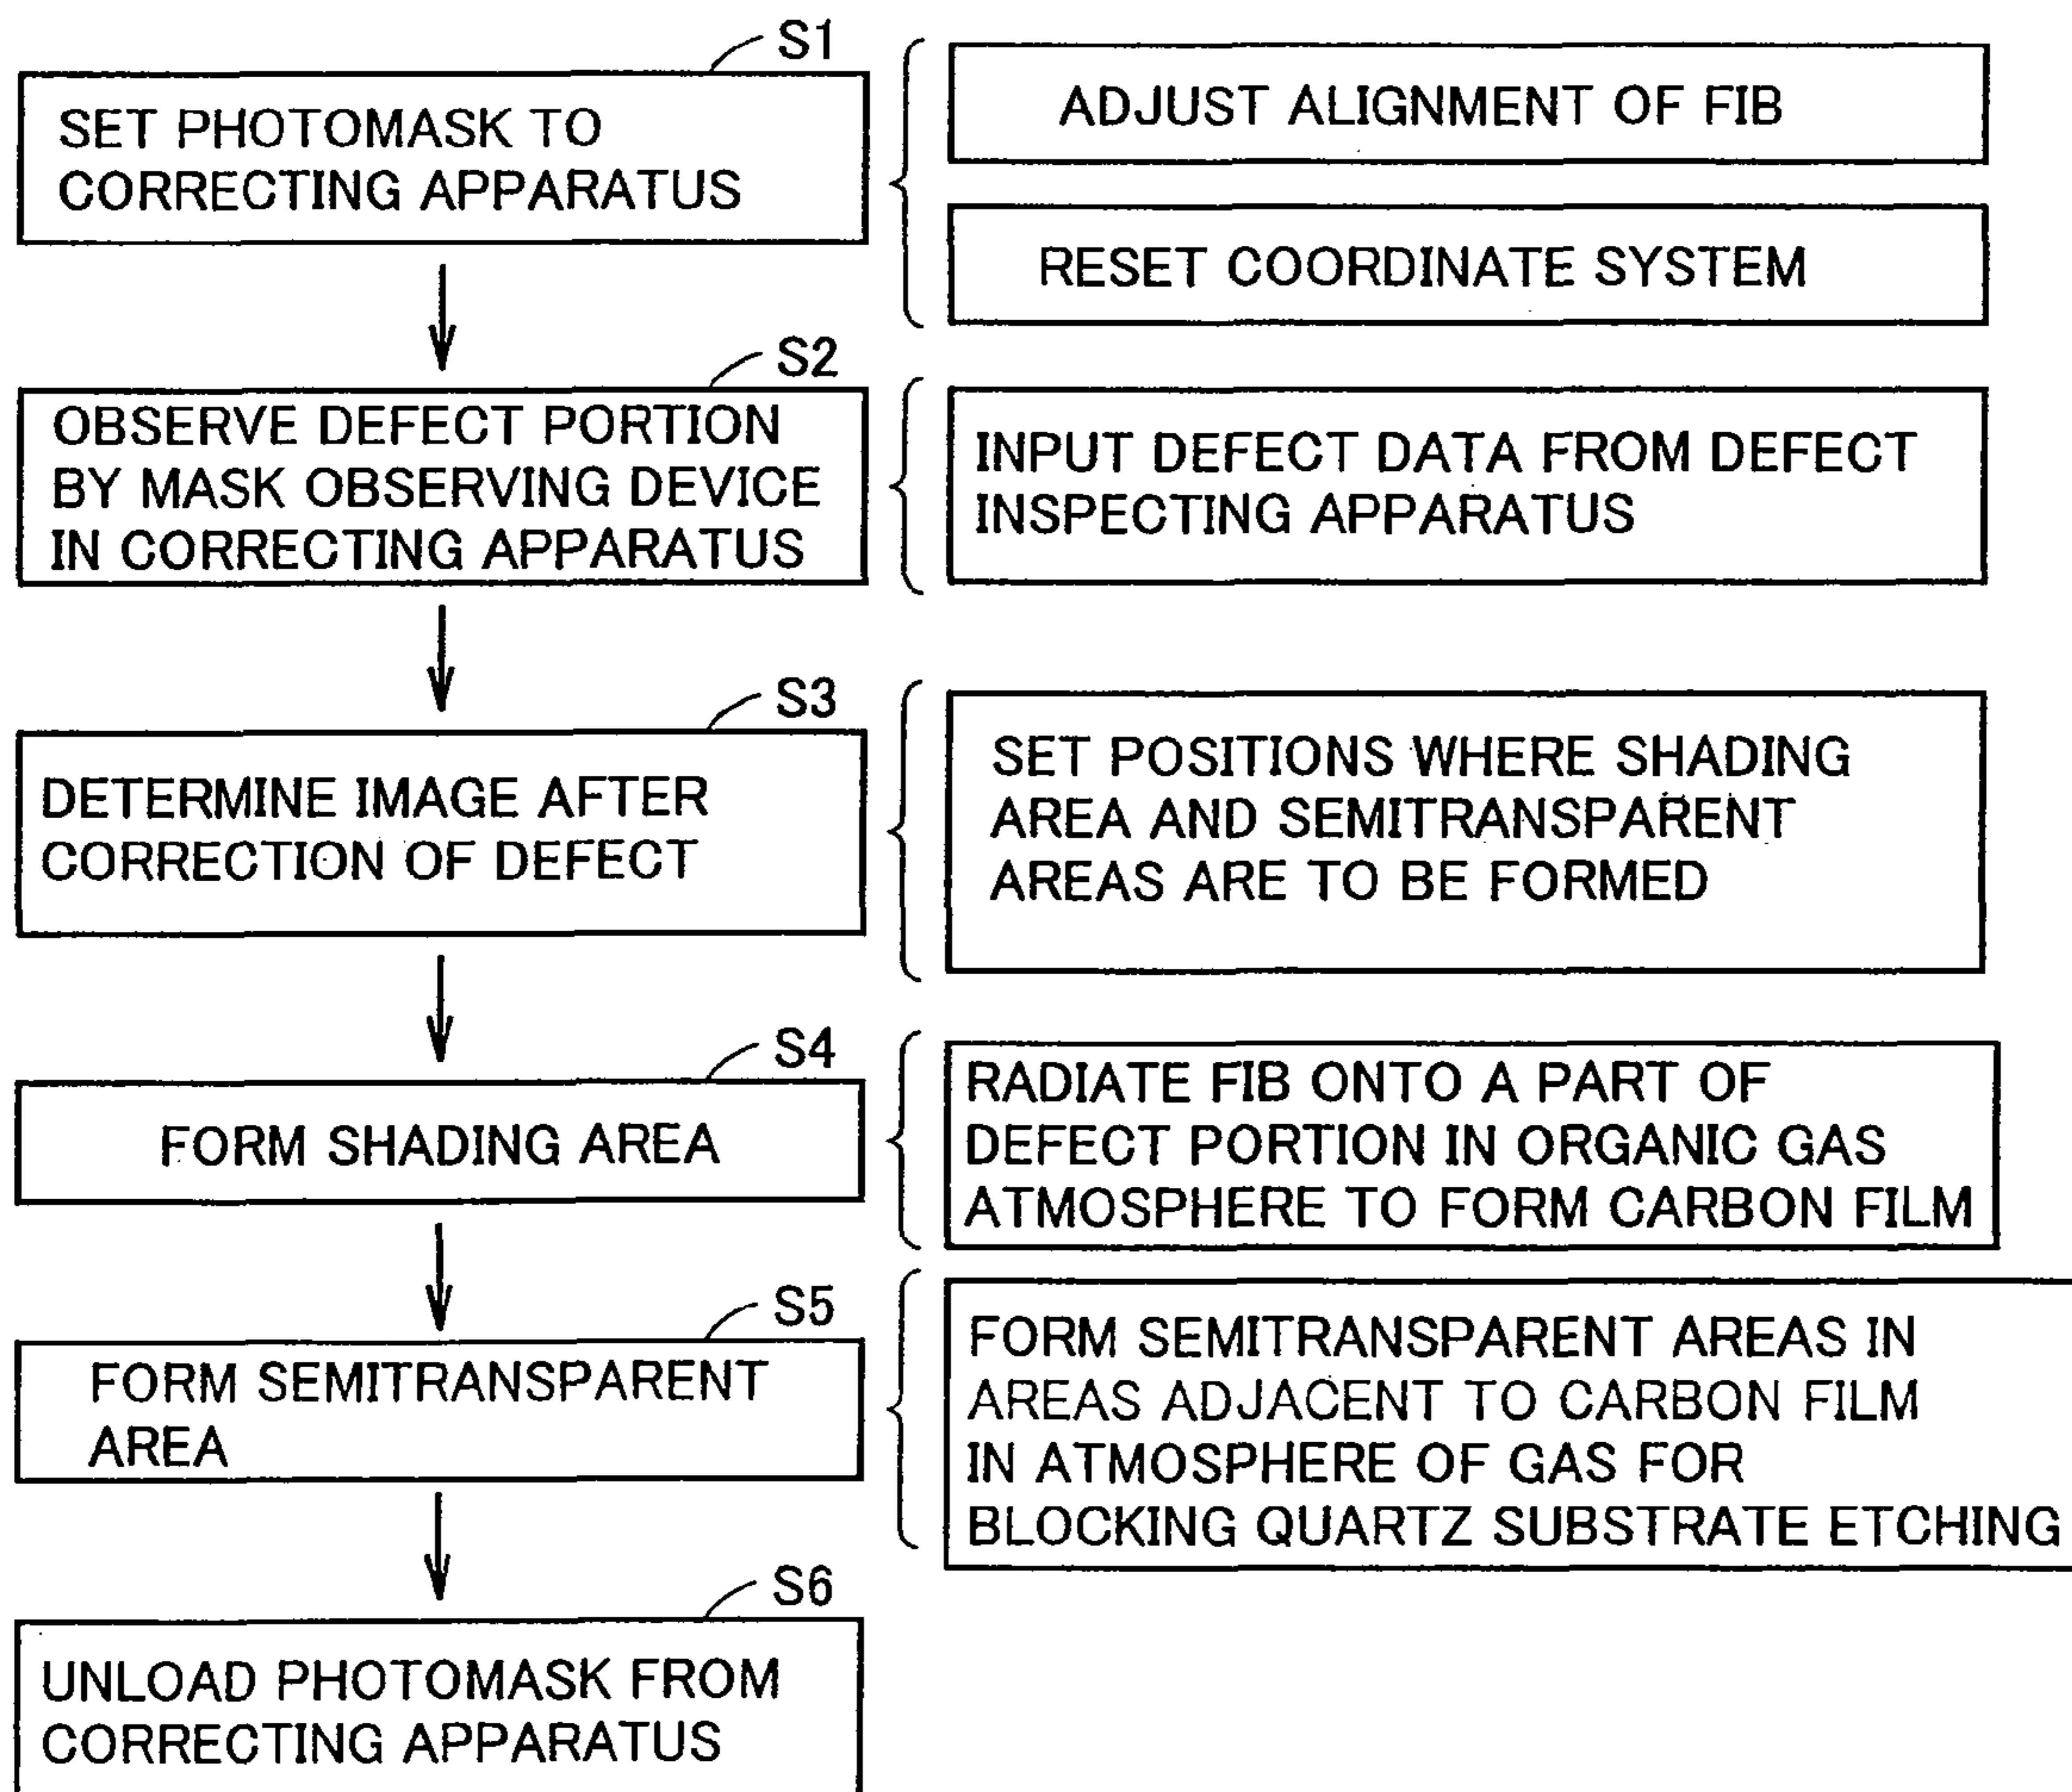 S1
SET PHOTOMASK TO
CORRECTING APPARATUS
ADJUST ALIGNMENT OF FIB
RESET COORDINATE SYSTEM
S2
OBSERVE DEFECT PORTION
BY MASK OBSERVING DEVICE
IN CORRECTING APPARATUS
INPUT DEFECT DATA FROM DEFECT
INSPECTING APPARATUS
S3
DETERMINE IMAGE AFTER
CORRECTION OF DEFECT
SET POSITIONS WHERE SHADING
AREA AND SEMITRANSPARENT
AREAS ARE TO BE FORMED
S4
FORM SHADING AREA
RADIATE FIB ONTO A PART OF
DEFECT PORTION IN ORGANIC GAS
ATMOSPHERE TO FORM CARBON FILM
S5
FORM SEMITRANSPARENT
AREA
FORM SEMITRANSPARENT AREAS IN
AREAS ADJACENT TO CARBON FILM
IN ATMOSPHERE OF GAS FOR
BLOCKING QUARTZ SUBSTRATE ETCHING
S6
UNLOAD PHOTOMASK FROM
CORRECTING APPARATUS